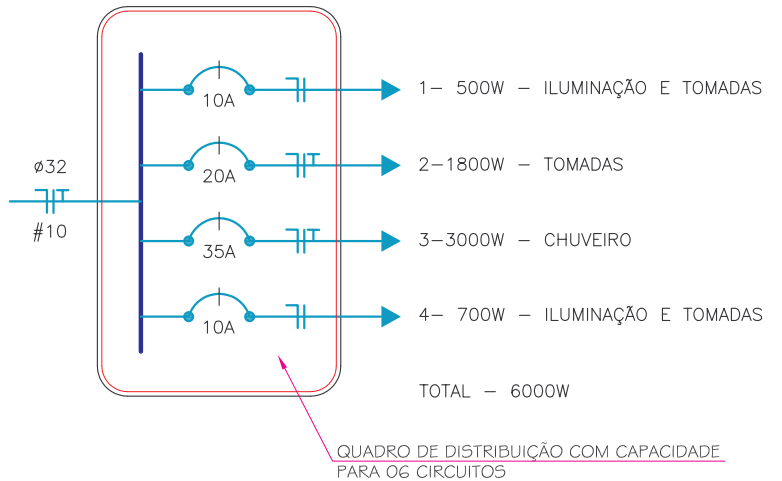 1- 500W - ILUMINAÇÃO E TOMADAS
10A
2-1800W - TOMADAS
20A
ø32
#10
3-3000W - CHUVEIRO
35A
4- 700W - ILUMINAÇÃO E TOMADAS
10A
TOTAL - 6000W
QUADRO DE DISTRIBUIÇÃO COM CAPACIDADE
PARA 06 CIRCUITOS